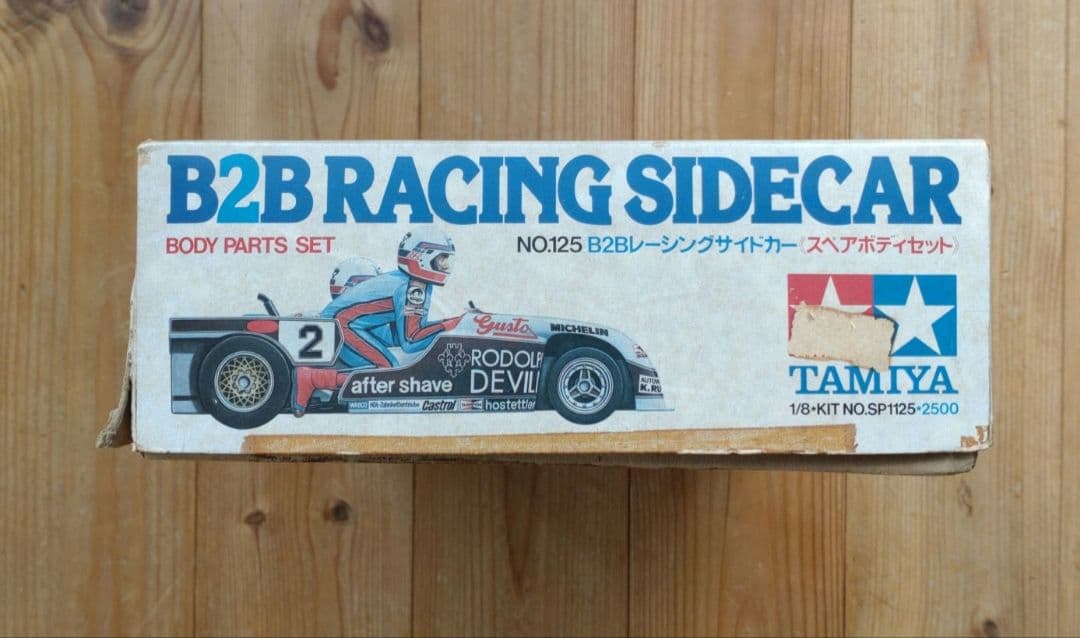 B2B RACING SIDECAR
BODY PARTS SET
NO.125 B2Bレーシングサイドカー《スペアボディセット》
2
Gusto
MICHELIN
RODOLP
DEVIL
after shave
Castrol
hostettler
TAMIYA
1/8•KIT NO.SP1125•2500